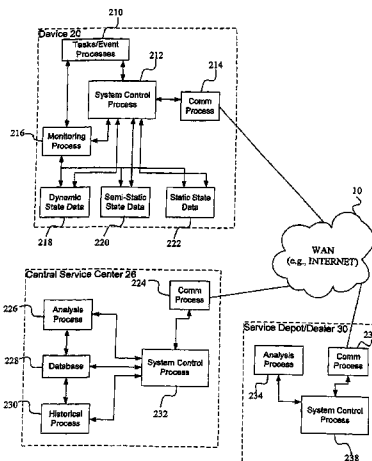 210
Device 20
212
Tasks/Event
Processes
214
System Control
Process
Comm
Process
216
Monitoring
Process
Dynamic
State Data
Semi-Static
State Data
Static State
Data
218
220
222
10
WAN
(e.g., INTERNET)
Central Service Center 26
224
Comm
Process
226
Analysis
Process
228
Database
System Control
Process
230
Historical
Process
232
Service Depot/Dealer 30
Analysis
Process
Comm
Process
234
System Control
Process
238